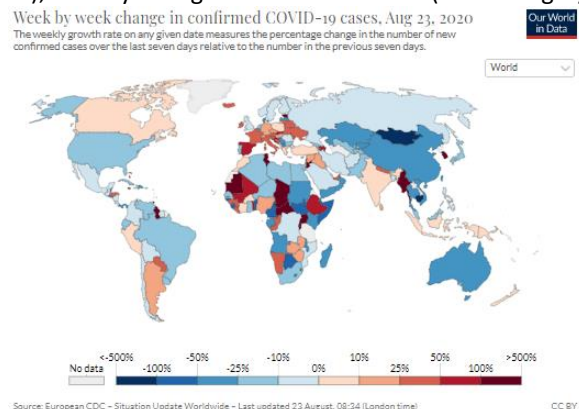 Week by week change in confirmed COVID-19 cases, Aug 23, 2020
Our World
in Data
The weekly growth rate on any given date measures the percentage change in the number of new
confirmed cases over the last seven days relative to the number in the previous seven days.
World
No data
<-500% -100% -50% -25% -10% 0% 10% 25% 50% 100% >500%
Source: European CDC – Situation Update Worldwide – Last updated 23 August, 08:34 (London time) CC BY